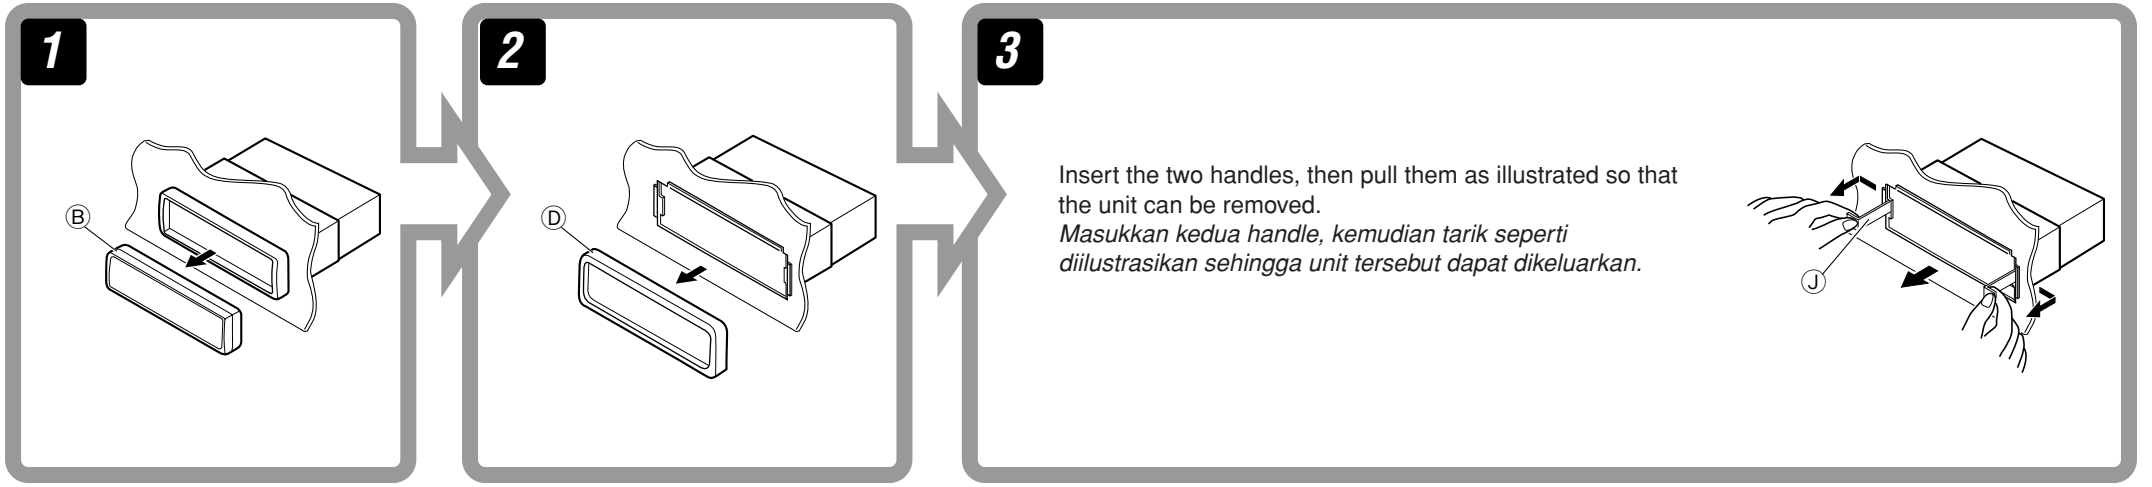 1
2
3
Ⓑ
Ⓓ
Insert the two handles, then pull them as illustrated so that
the unit can be removed.
Masukkan kedua handle, kemudian tarik seperti
diilustrasikan sehingga unit tersebut dapat dikeluarkan.
Ⓙ